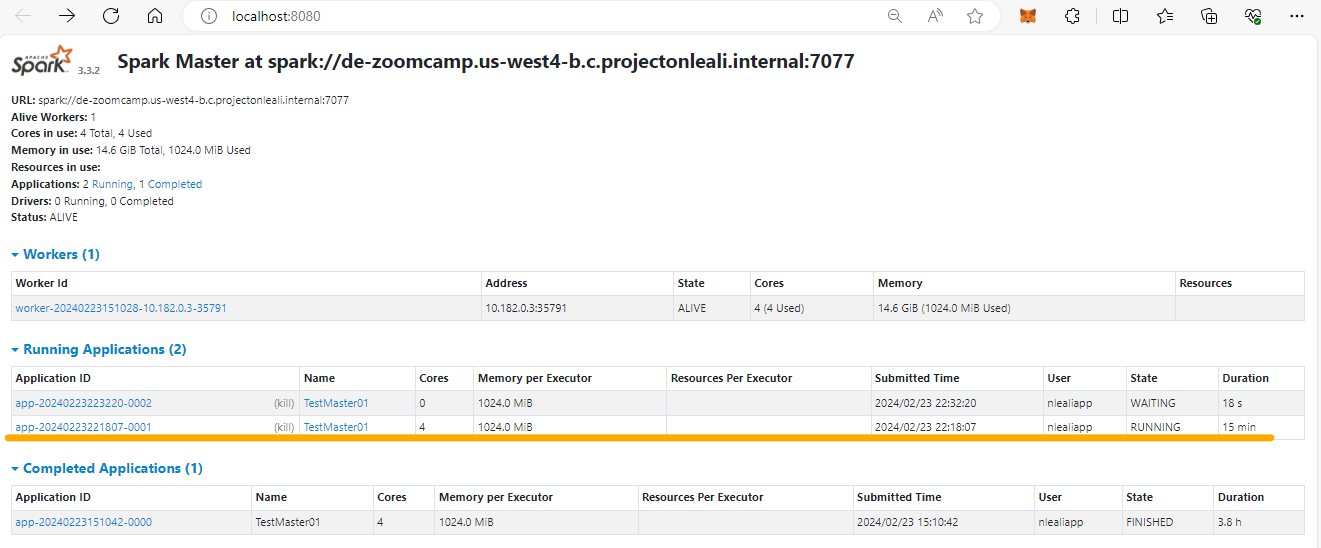 localhost:8080
APACHE Spark 3.3.2 Spark Master at spark://de-zoomcamp.us-west4-b.c.projectonleali.internal:7077
URL: spark://de-zoomcamp.us-west4-b.c.projectonleali.internal:7077
Alive Workers: 1
Cores in use: 4 Total, 4 Used
Memory in use: 14.6 GiB Total, 1024.0 MiB Used
Resources in use:
Applications: 2 Running, 1 Completed
Drivers: 0 Running, 0 Completed
Status: ALIVE
Workers (1)
Worker Id Address State Cores Memory Resources
worker-20240223151028-10.182.0.3-35791 10.182.0.3:35791 ALIVE 4 (4 Used) 14.6 GiB (1024.0 MiB Used)
Running Applications (2)
Application ID Name Cores Memory per Executor Resources Per Executor Submitted Time User State Duration
app-20240223223220-0002 (kill) TestMaster01 0 1024.0 MiB 2024/02/23 22:32:20 nlealiapp WAITING 18 s
app-20240223221807-0001 (kill) TestMaster01 4 1024.0 MiB 2024/02/23 22:18:07 nlealiapp RUNNING 15 min
Completed Applications (1)
Application ID Name Cores Memory per Executor Resources Per Executor Submitted Time User State Duration
app-20240223151042-0000 TestMaster01 4 1024.0 MiB 2024/02/23 15:10:42 nlealiapp FINISHED 3.8 h